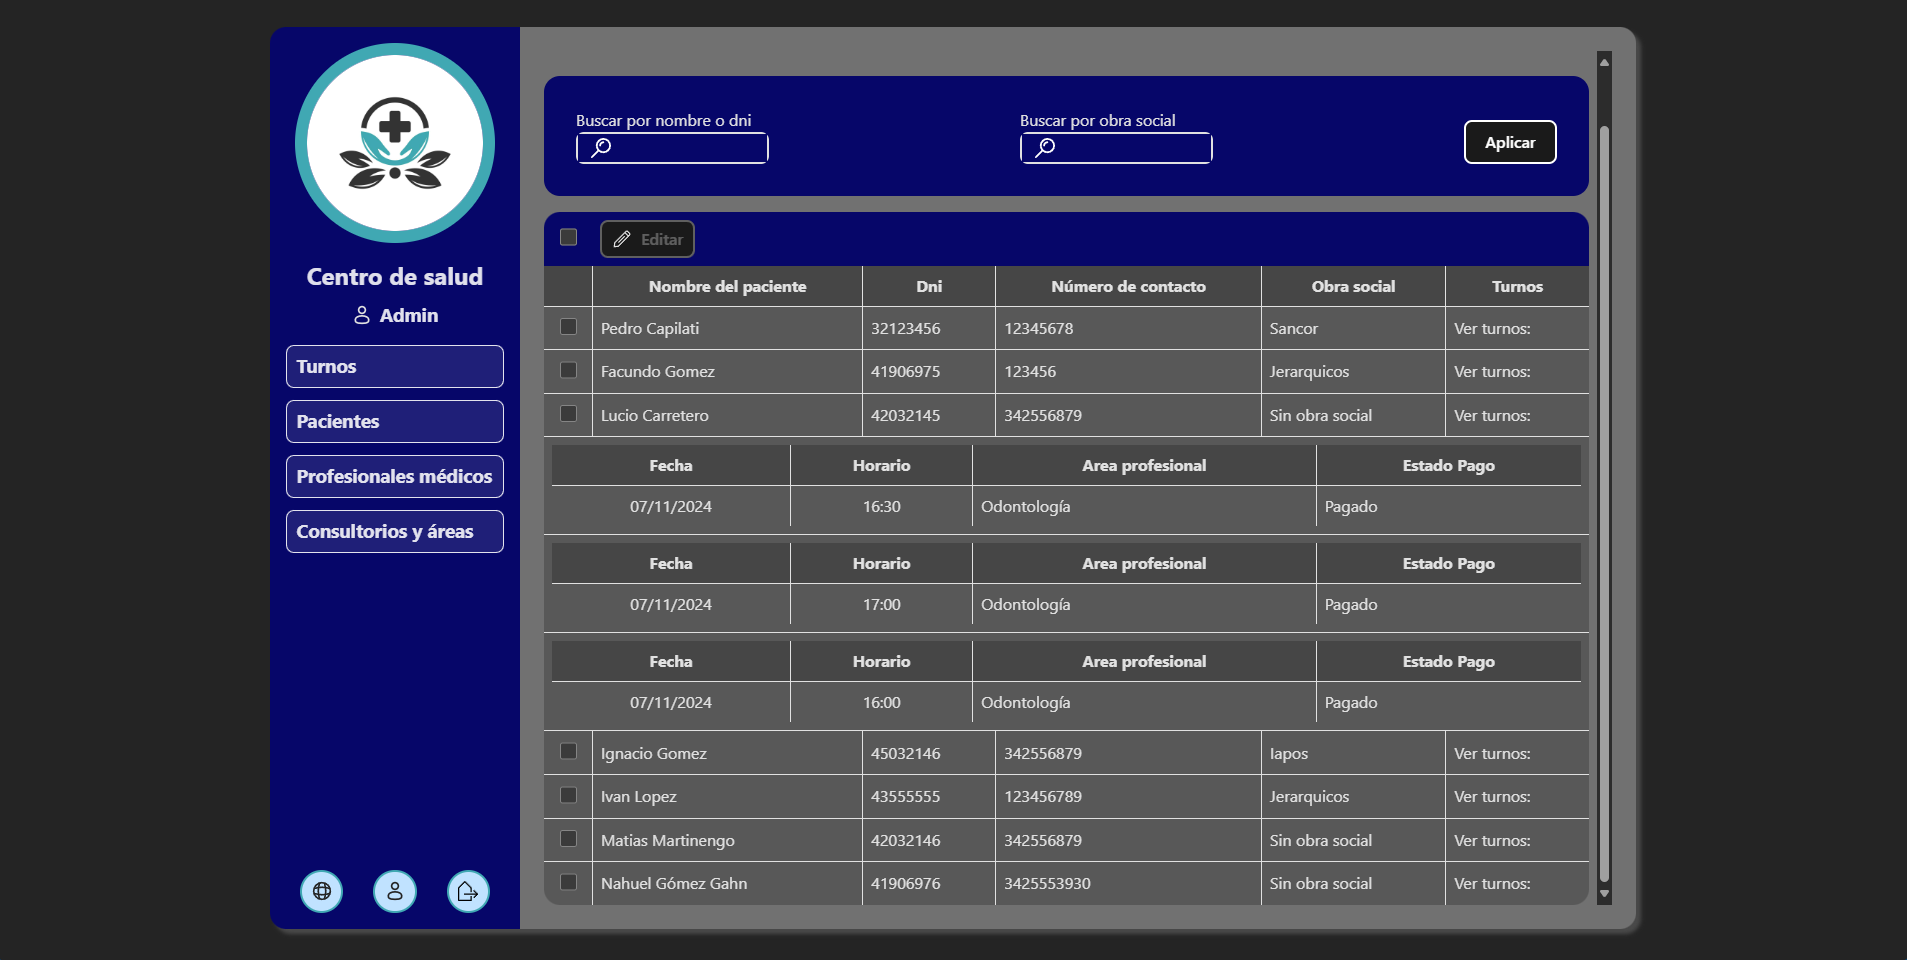 Centro de salud
Admin
Turnos
Pacientes
Profesionales médicos
Consultorios y áreas
Buscar por nombre o dni
Buscar por obra social
Aplicar
Editar
Nombre del paciente Dni Número de contacto Obra social Turnos
Pedro Capilati 32123456 12345678 Sancor Ver turnos:
Facundo Gomez 41906975 123456 Jerarquicos Ver turnos:
Lucio Carretero 42032145 342556879 Sin obra social Ver turnos:
Fecha Horario Area profesional Estado Pago
07/11/2024 16:30 Odontología Pagado
Fecha Horario Area profesional Estado Pago
07/11/2024 17:00 Odontología Pagado
Fecha Horario Area profesional Estado Pago
07/11/2024 16:00 Odontología Pagado
Ignacio Gomez 45032146 342556879 Iapos Ver turnos:
Ivan Lopez 43555555 123456789 Jerarquicos Ver turnos:
Matias Martinengo 42032146 342556879 Sin obra social Ver turnos:
Nahuel Gómez Gahn 41906976 3425553930 Sin obra social Ver turnos: